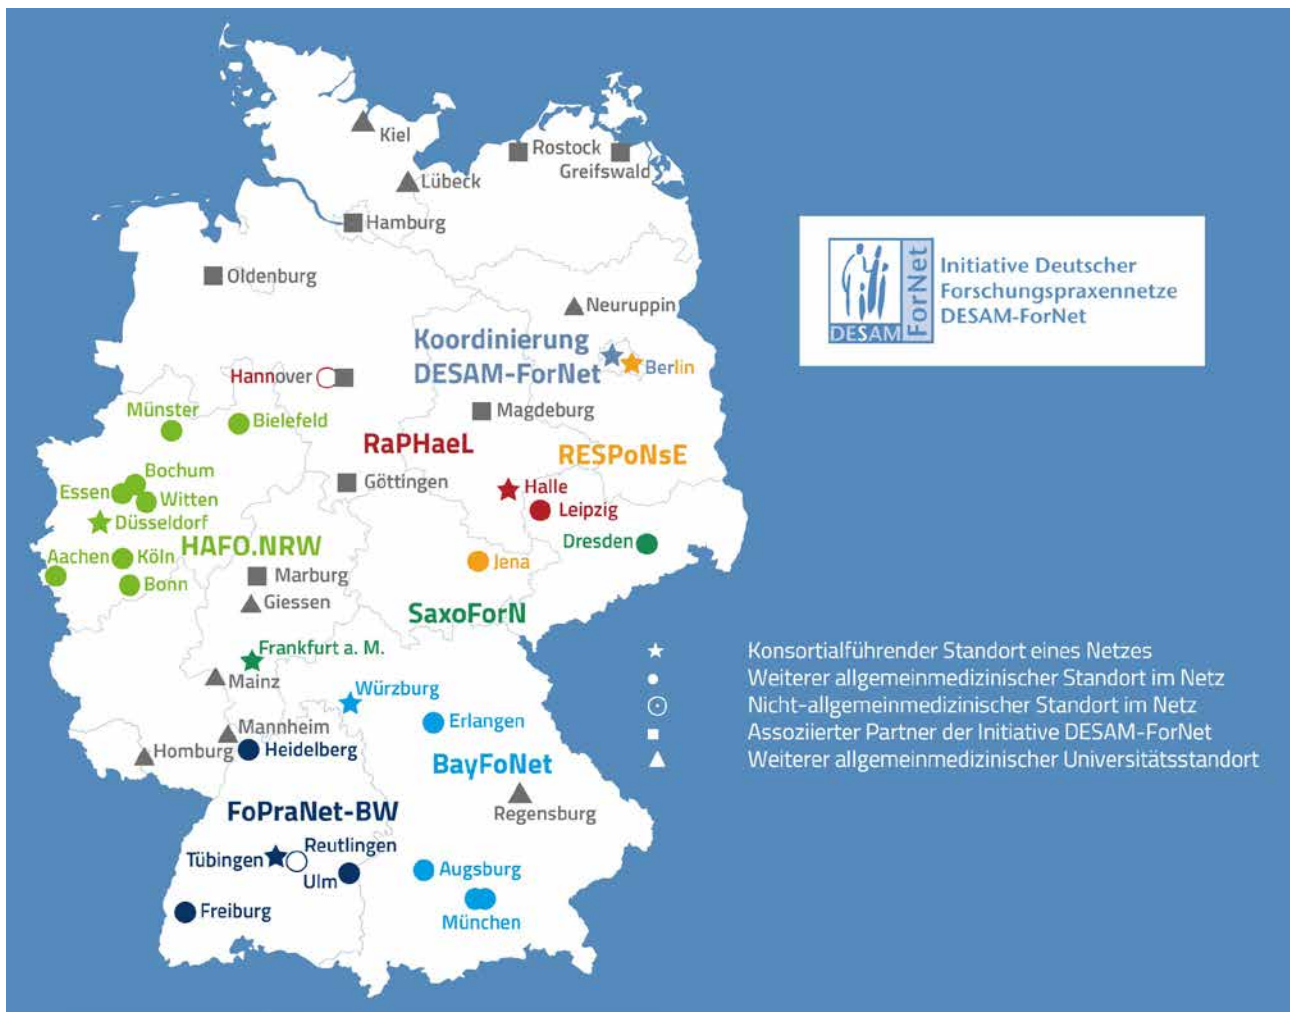 Kiel
Rostock
Greifswald
Lübeck
Hamburg
Oldenburg
Neuruppin
Koordinierung
DESAM-ForNet
Berlin
Hannover
Magdeburg
Münster
Bielefeld
RaPHaeL
RESPoNsE
Bochum
Göttingen
Essen
Witten
Halle
Leipzig
Düsseldorf
HAFO.NRW
Dresden
Aachen
Köln
Jena
Bonn
Marburg
Giessen
SaxoForN
Frankfurt a. M.
Mainz
Würzburg
Erlangen
Mannheim
Homburg
Heidelberg
BayFoNet
FoPraNet-BW
Regensburg
Reutlingen
Tübingen
Ulm
Augsburg
Freiburg
München
DESAM
ForNet
Initiative Deutscher
Forschungspraxennetze
DESAM-ForNet
Konsortialführender Standort eines Netzes
Weiterer allgemeinmedizinischer Standort im Netz
Nicht-allgemeinmedizinischer Standort im Netz
Assoziierter Partner der Initiative DESAM-ForNet
Weiterer allgemeinmedizinischer Universitätsstandort